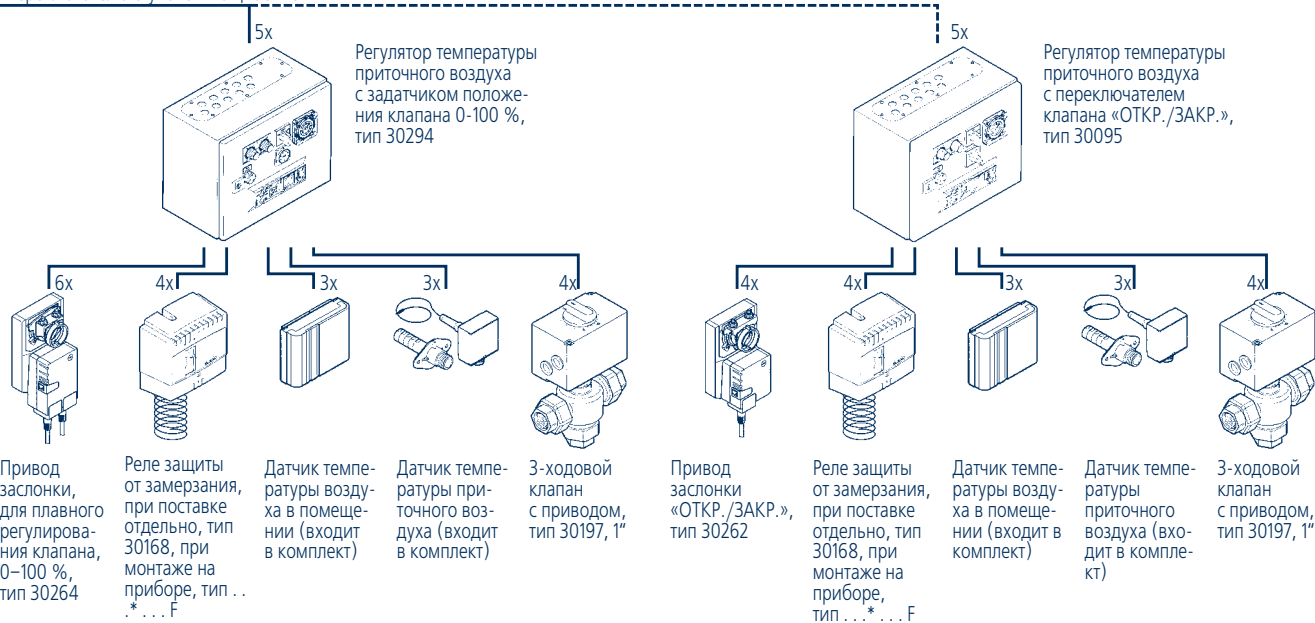 5x
Регулятор температуры
приточного воздуха
с задатчиком положе-
ния клапана 0-100 %,
тип 30294
5x
Регулятор температуры
приточного воздуха
с переключателем
клапана «ОТКР./ЗАКР.»,
тип 30095
6x
4x
3x
3x
4x
4x
4x
3x
3x
4x
Привод
заслонки,
для плавного
регулирова-
ния клапана,
0–100 %,
тип 30264
Реле защиты
от замерзания,
при поставке
отдельно, тип
30168, при
монтаже на
приборе, тип . .
.* . . . F
Датчик темпе-
ратуры возду-
ха в помеще-
нии (входит
в комплект)
Датчик темпе-
ратуры при-
точного воз-
духа (входит
в комплект)
3-ходовой
клапан
с приводом,
тип 30197, 1“
Привод
заслонки
«ОТКР./ЗАКР.»,
тип 30262
Реле защиты
от замерзания,
при поставке
отдельно, тип
30168, при
монтаже на
приборе,
тип . . .* . . . F
Датчик темпе-
ратуры возду-
ха в помеще-
нии (входит в
комплект)
Датчик темпе-
ратуры
приточного
воздуха (вхо-
дит в компле-
кт)
3-ходовой
клапан
с приводом,
тип 30197, 1“